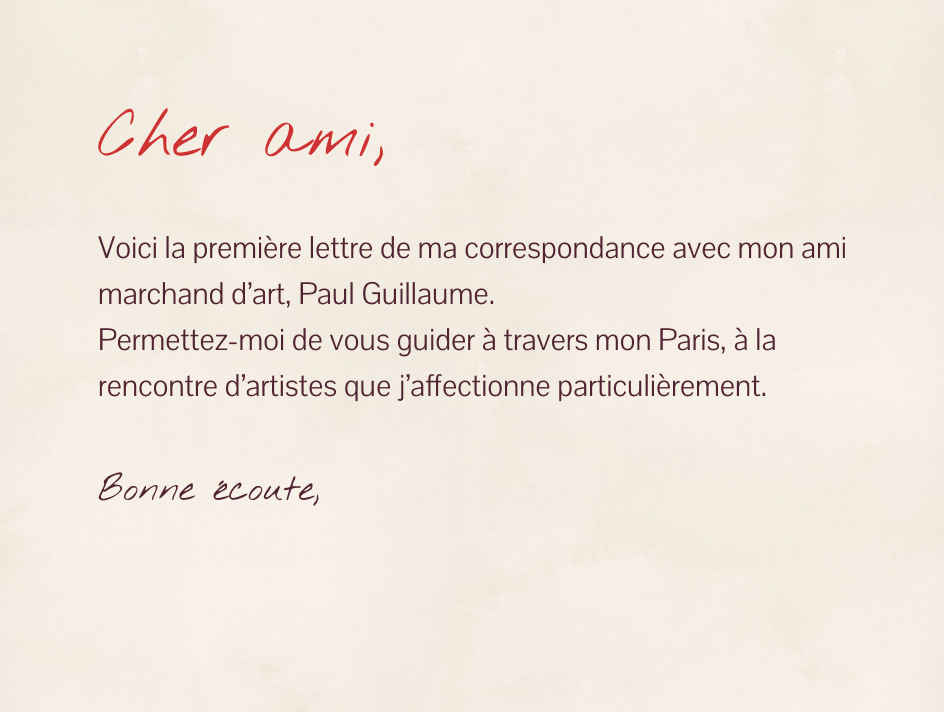 Cher ami,
Voici la première lettre de ma correspondance avec mon ami
marchand d’art, Paul Guillaume.
Permettez-moi de vous guider à travers mon Paris, à la
rencontre d’artistes que j’affectionne particulièrement.
Bonne écoute,